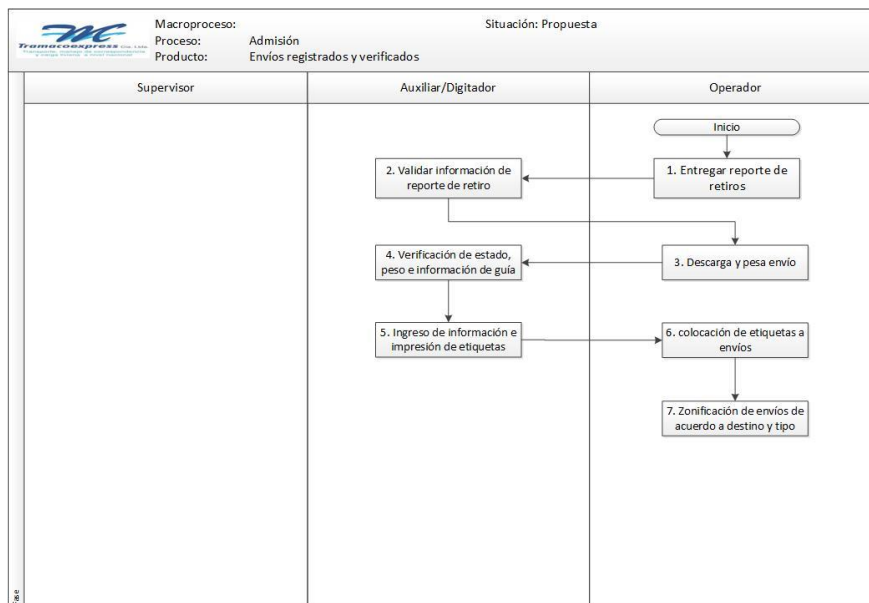 Macroproceso:
Situación: Propuesta
Tramacoexpress Cia. Ltda.
Proceso: Admisión
Producto: Envíos registrados y verificados
Supervisor
Auxiliar/Digitador
Operador
Inicio
1. Entregar reporte de
retiros
2. Validar información de
reporte de retiro
3. Descarga y pesa envío
4. Verificación de estado,
peso e información de guía
5. Ingreso de información e
impresión de etiquetas
6. colocación de etiquetas a
envíos
7. Zonificación de envíos de
acuerdo a destino y tipo
Fase